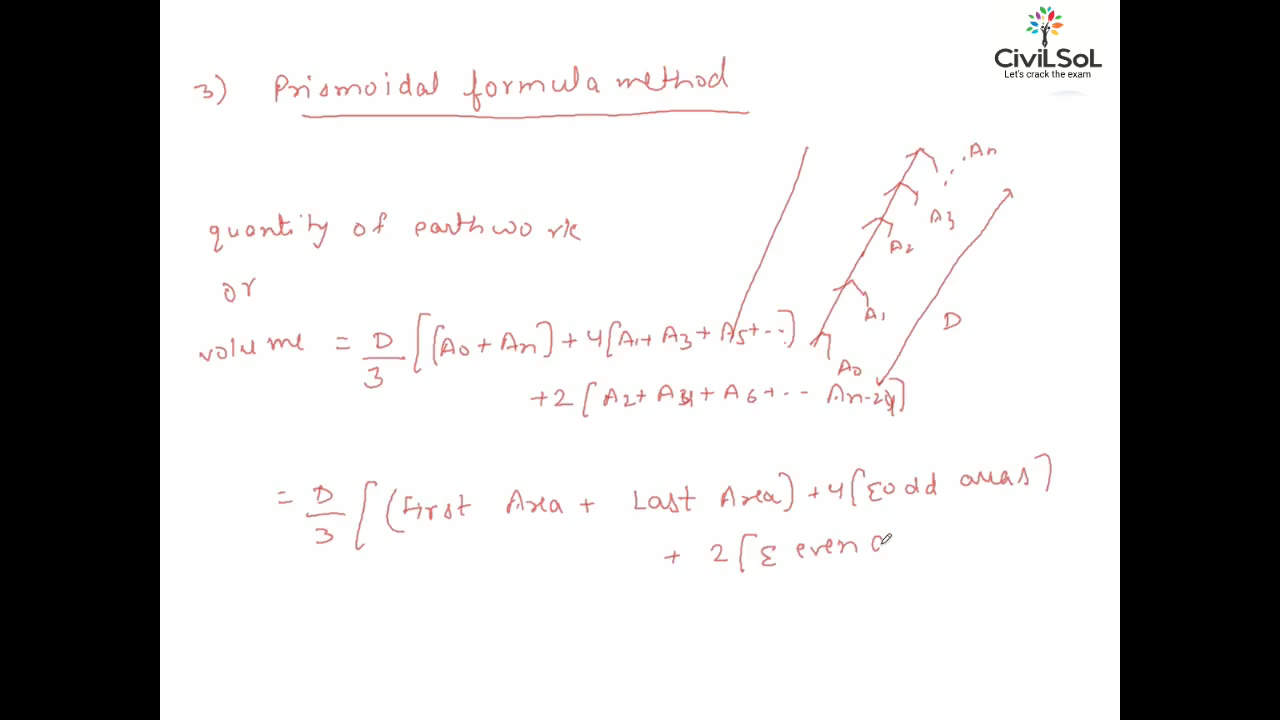 CiviLSoL
Let's crack the exam
3) Prismoidal formula method
An
A3
quantity of earthwork
A2
or
A1
D
volume = D/3 [(A0 + An] + 4[A1+ A3 + A5+ ...]
A0
+2 [A2+ A4 + A6 + ... An-2]
= D/3 [(First Area + Last Area] + 4[Σodd areas]
+ 2[Σ even a